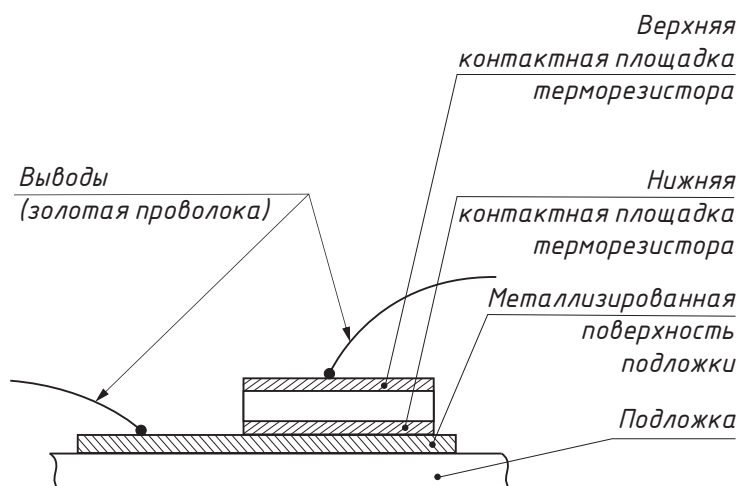 Верхняя
контактная площадка
терморезистора
Выводы
(золотая проволока)
Нижняя
контактная площадка
терморезистора
Металлизированная
поверхность
подложки
Подложка